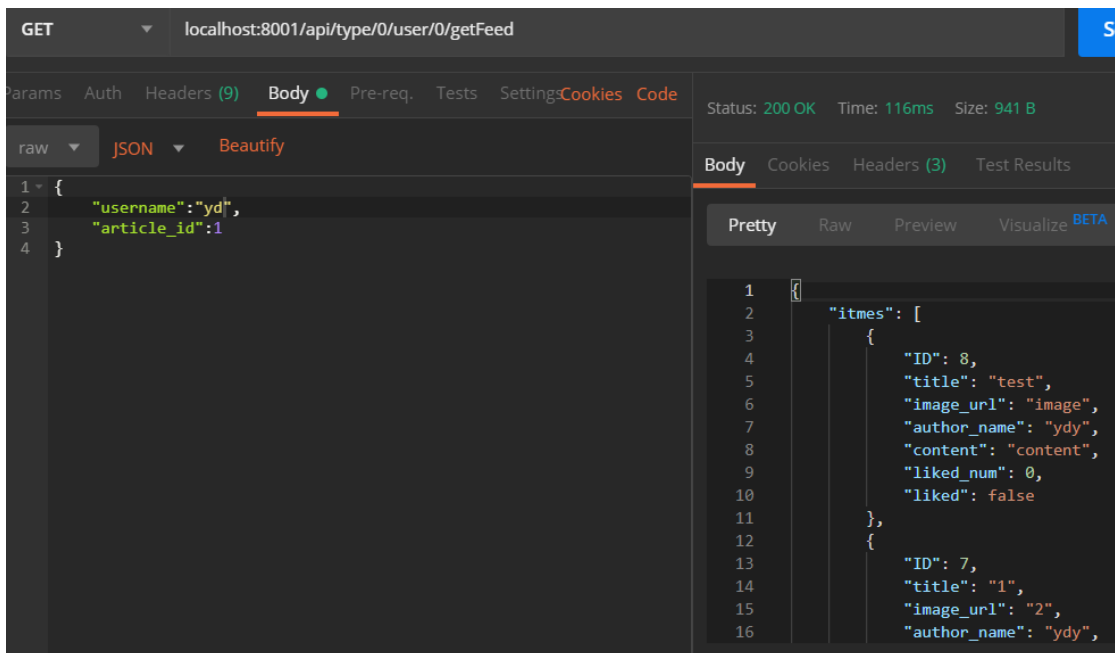 GET localhost:8001/api/type/0/user/0/getFeed S
Params Auth Headers (9) Body Pre-req. Tests Settings Cookies Code
raw JSON Beautify
1 {
2 "username":"yd",
3 "article_id":1
4 }
Status: 200 OK Time: 116ms Size: 941 B
Body Cookies Headers (3) Test Results
Pretty Raw Preview Visualize BETA
1 {
2 "itmes": [
3 {
4 "ID": 8,
5 "title": "test",
6 "image_url": "image",
7 "author_name": "ydy",
8 "content": "content",
9 "liked_num": 0,
10 "liked": false
11 },
12 {
13 "ID": 7,
14 "title": "1",
15 "image_url": "2",
16 "author_name": "ydy",